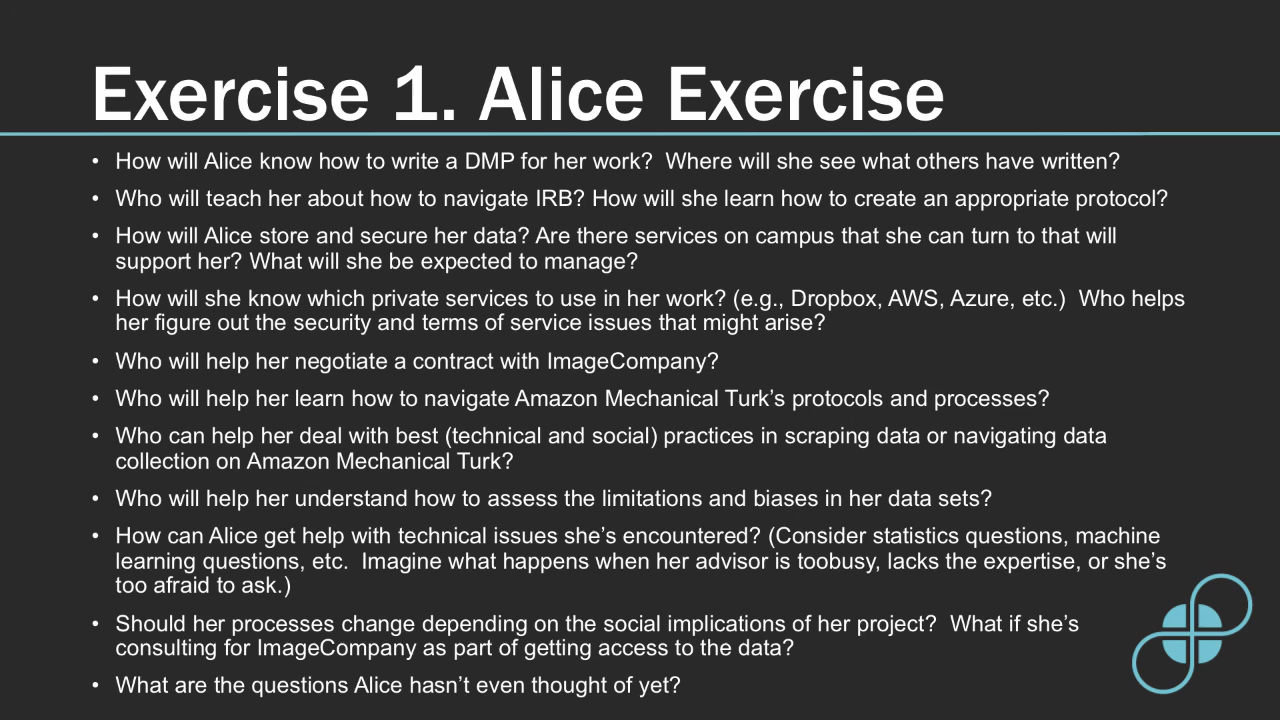 Exercise 1. Alice Exercise
• How will Alice know how to write a DMP for her work?  Where will she see what others have written?
• Who will teach her about how to navigate IRB? How will she learn how to create an appropriate protocol?
• How will Alice store and secure her data? Are there services on campus that she can turn to that will
support her? What will she be expected to manage?
• How will she know which private services to use in her work? (e.g., Dropbox, AWS, Azure, etc.)  Who helps
her figure out the security and terms of service issues that might arise?
• Who will help her negotiate a contract with ImageCompany?
• Who will help her learn how to navigate Amazon Mechanical Turk’s protocols and processes?
• Who can help her deal with best (technical and social) practices in scraping data or navigating data
collection on Amazon Mechanical Turk?
• Who will help her understand how to assess the limitations and biases in her data sets?
• How can Alice get help with technical issues she’s encountered? (Consider statistics questions, machine
learning questions, etc.  Imagine what happens when her advisor is toobusy, lacks the expertise, or she’s
too afraid to ask.)
• Should her processes change depending on the social implications of her project?  What if she’s
consulting for ImageCompany as part of getting access to the data?
• What are the questions Alice hasn’t even thought of yet?